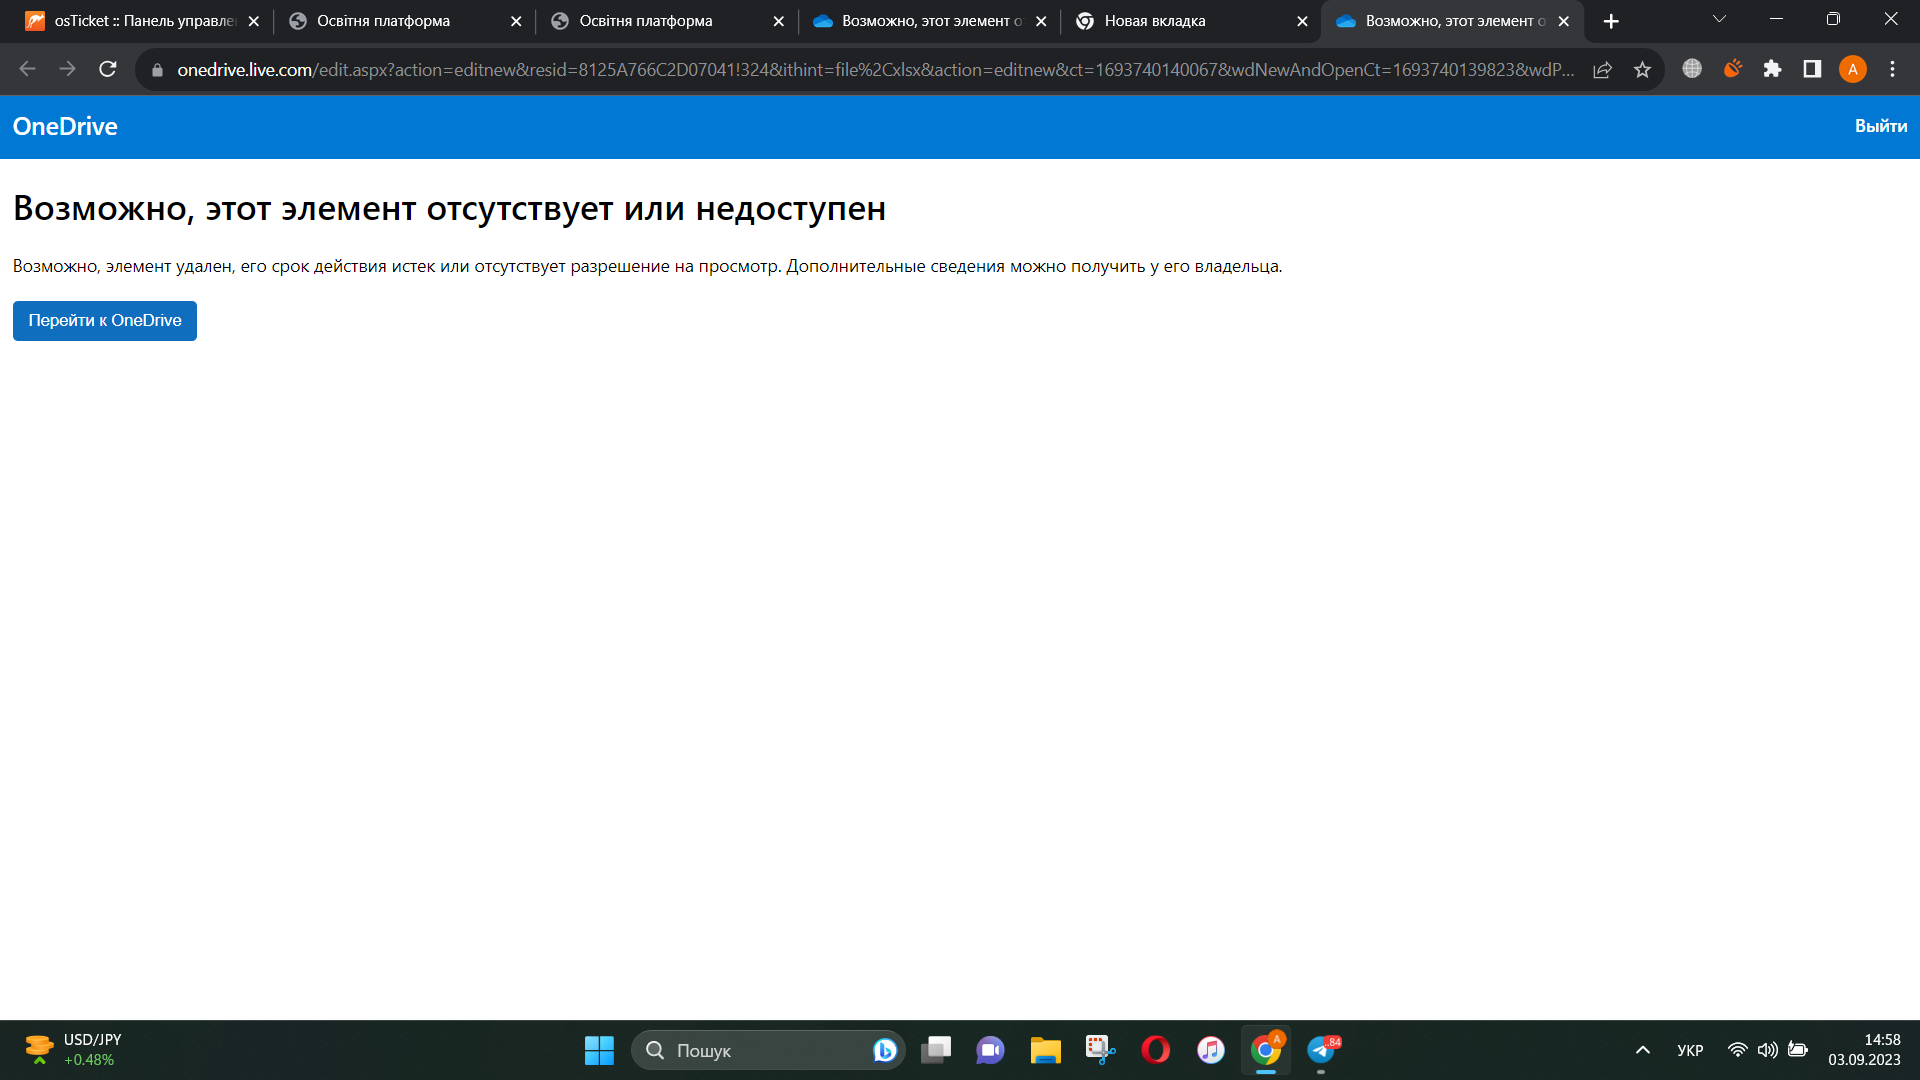 osTicket :: Панель управле
Освітня платформа
Освітня платформа
Возможно, этот элемент о
Новая вкладка
Возможно, этот элемент о
onedrive.live.com/edit.aspx?action=editnew&resid=8125A766C2D07041!324&ithint=file%2Cxlsx&action=editnew&ct=1693740140067&wdNewAndOpenCt=1693740139823&wdP...
A
OneDrive
Выйти
Возможно, этот элемент отсутствует или недоступен
Возможно, элемент удален, его срок действия истек или отсутствует разрешение на просмотр. Дополнительные сведения можно получить у его владельца.
Перейти к OneDrive
USD/JPY
+0.48%
Пошук
A
84
УКР
14:58
03.09.2023